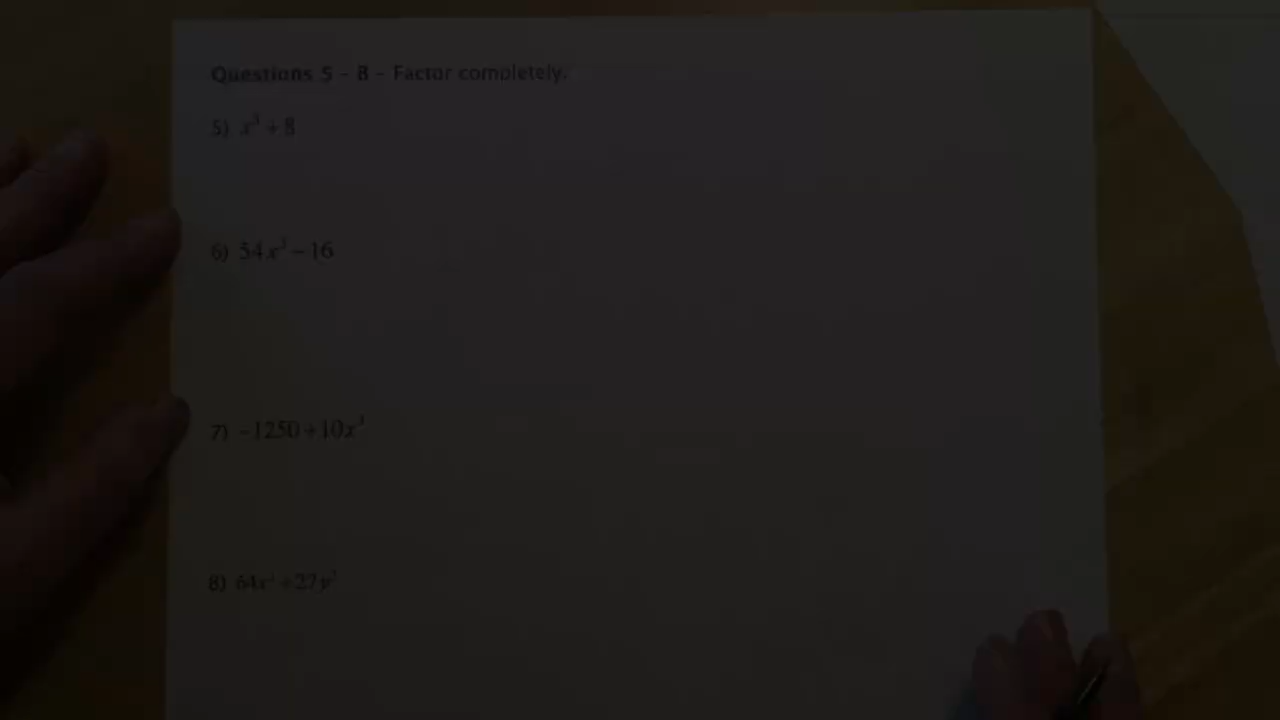 Questions 5 – 8 – Factor completely.
5) x³ + 8
6) 54x³ – 16
7) –1250 + 10x³
8) 64x³ + 27y³